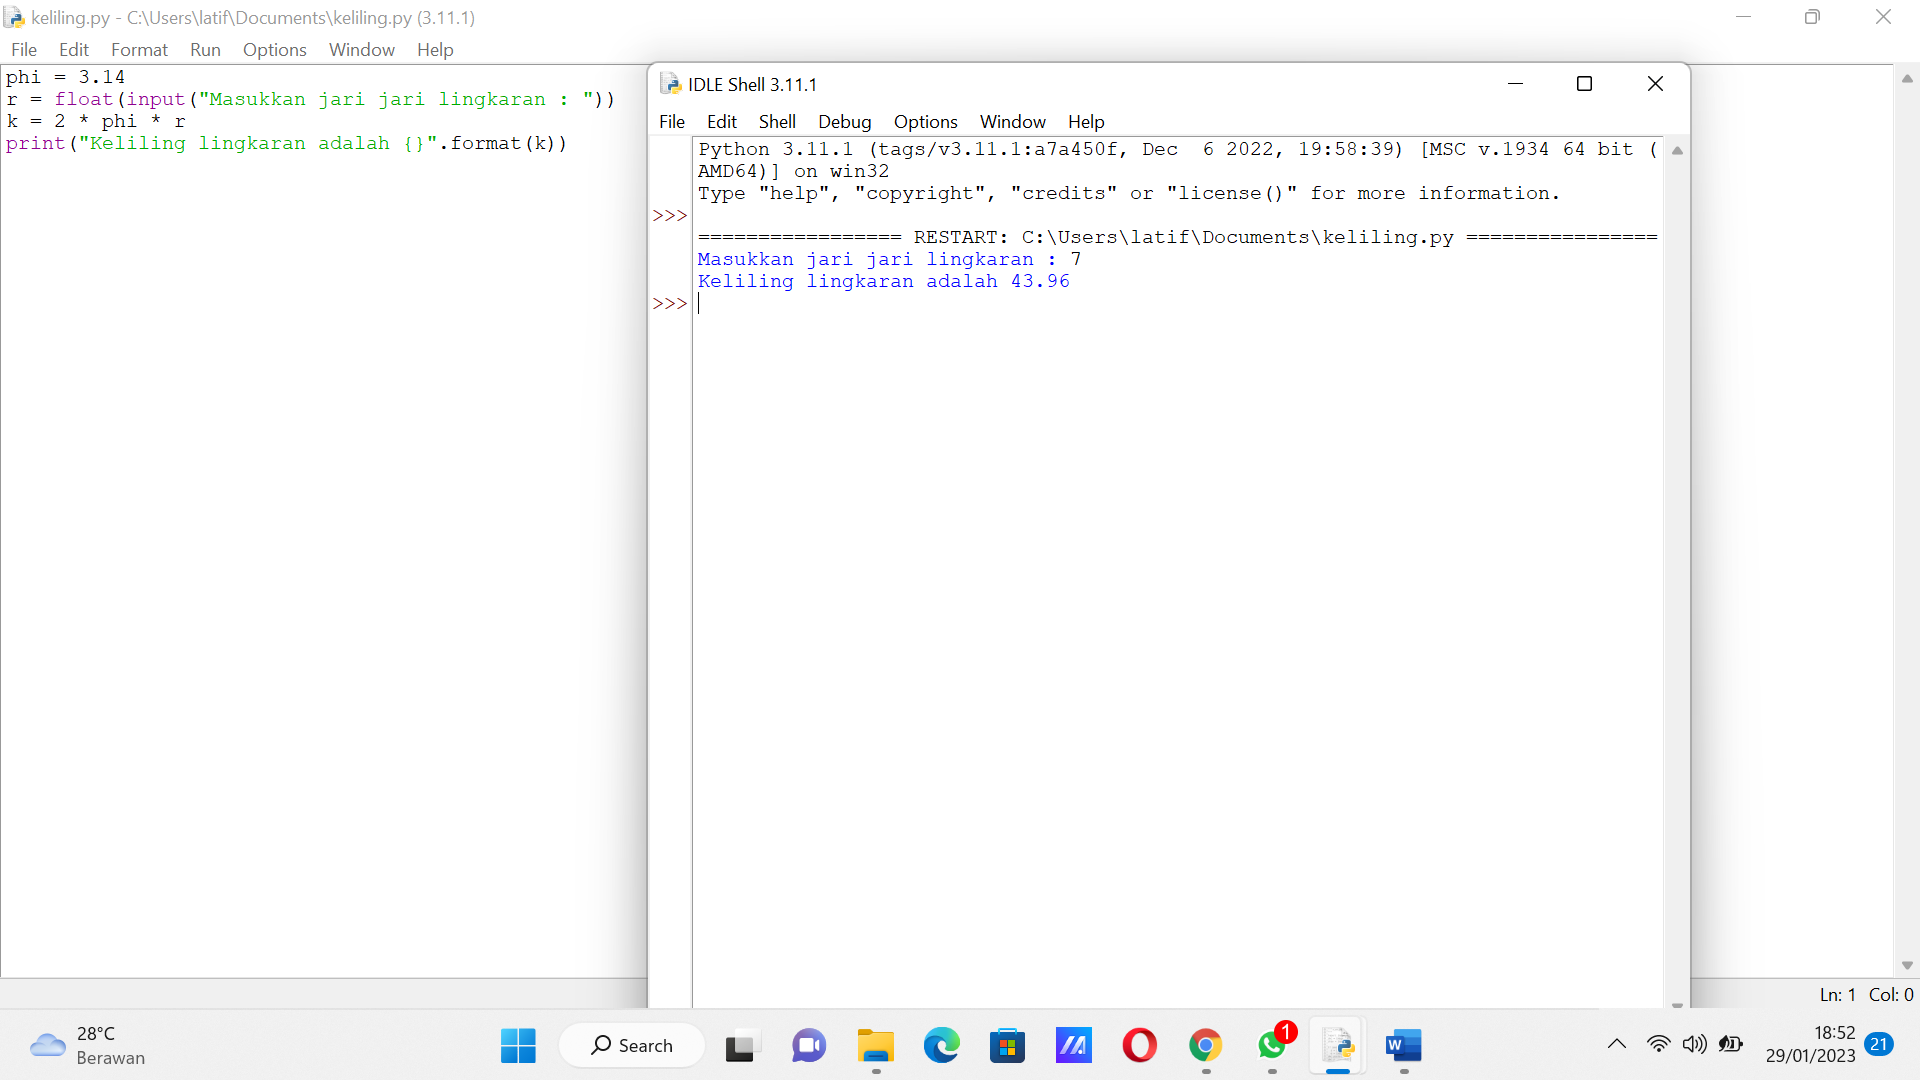 keliling.py - C:\Users\latif\Documents\keliling.py (3.11.1)
File Edit Format Run Options Window Help
phi = 3.14
r = float(input("Masukkan jari jari lingkaran : "))
k = 2 * phi * r
print("Keliling lingkaran adalah {}".format(k))
IDLE Shell 3.11.1
File Edit Shell Debug Options Window Help
Python 3.11.1 (tags/v3.11.1:a7a450f, Dec  6 2022, 19:58:39) [MSC v.1934 64 bit (
AMD64)] on win32
Type "help", "copyright", "credits" or "license()" for more information.
>>>
================= RESTART: C:\Users\latif\Documents\keliling.py ================
Masukkan jari jari lingkaran : 7
Keliling lingkaran adalah 43.96
>>>
Ln: 1 Col: 0
28°C
Berawan
Search
1
W
18:52
29/01/2023
21